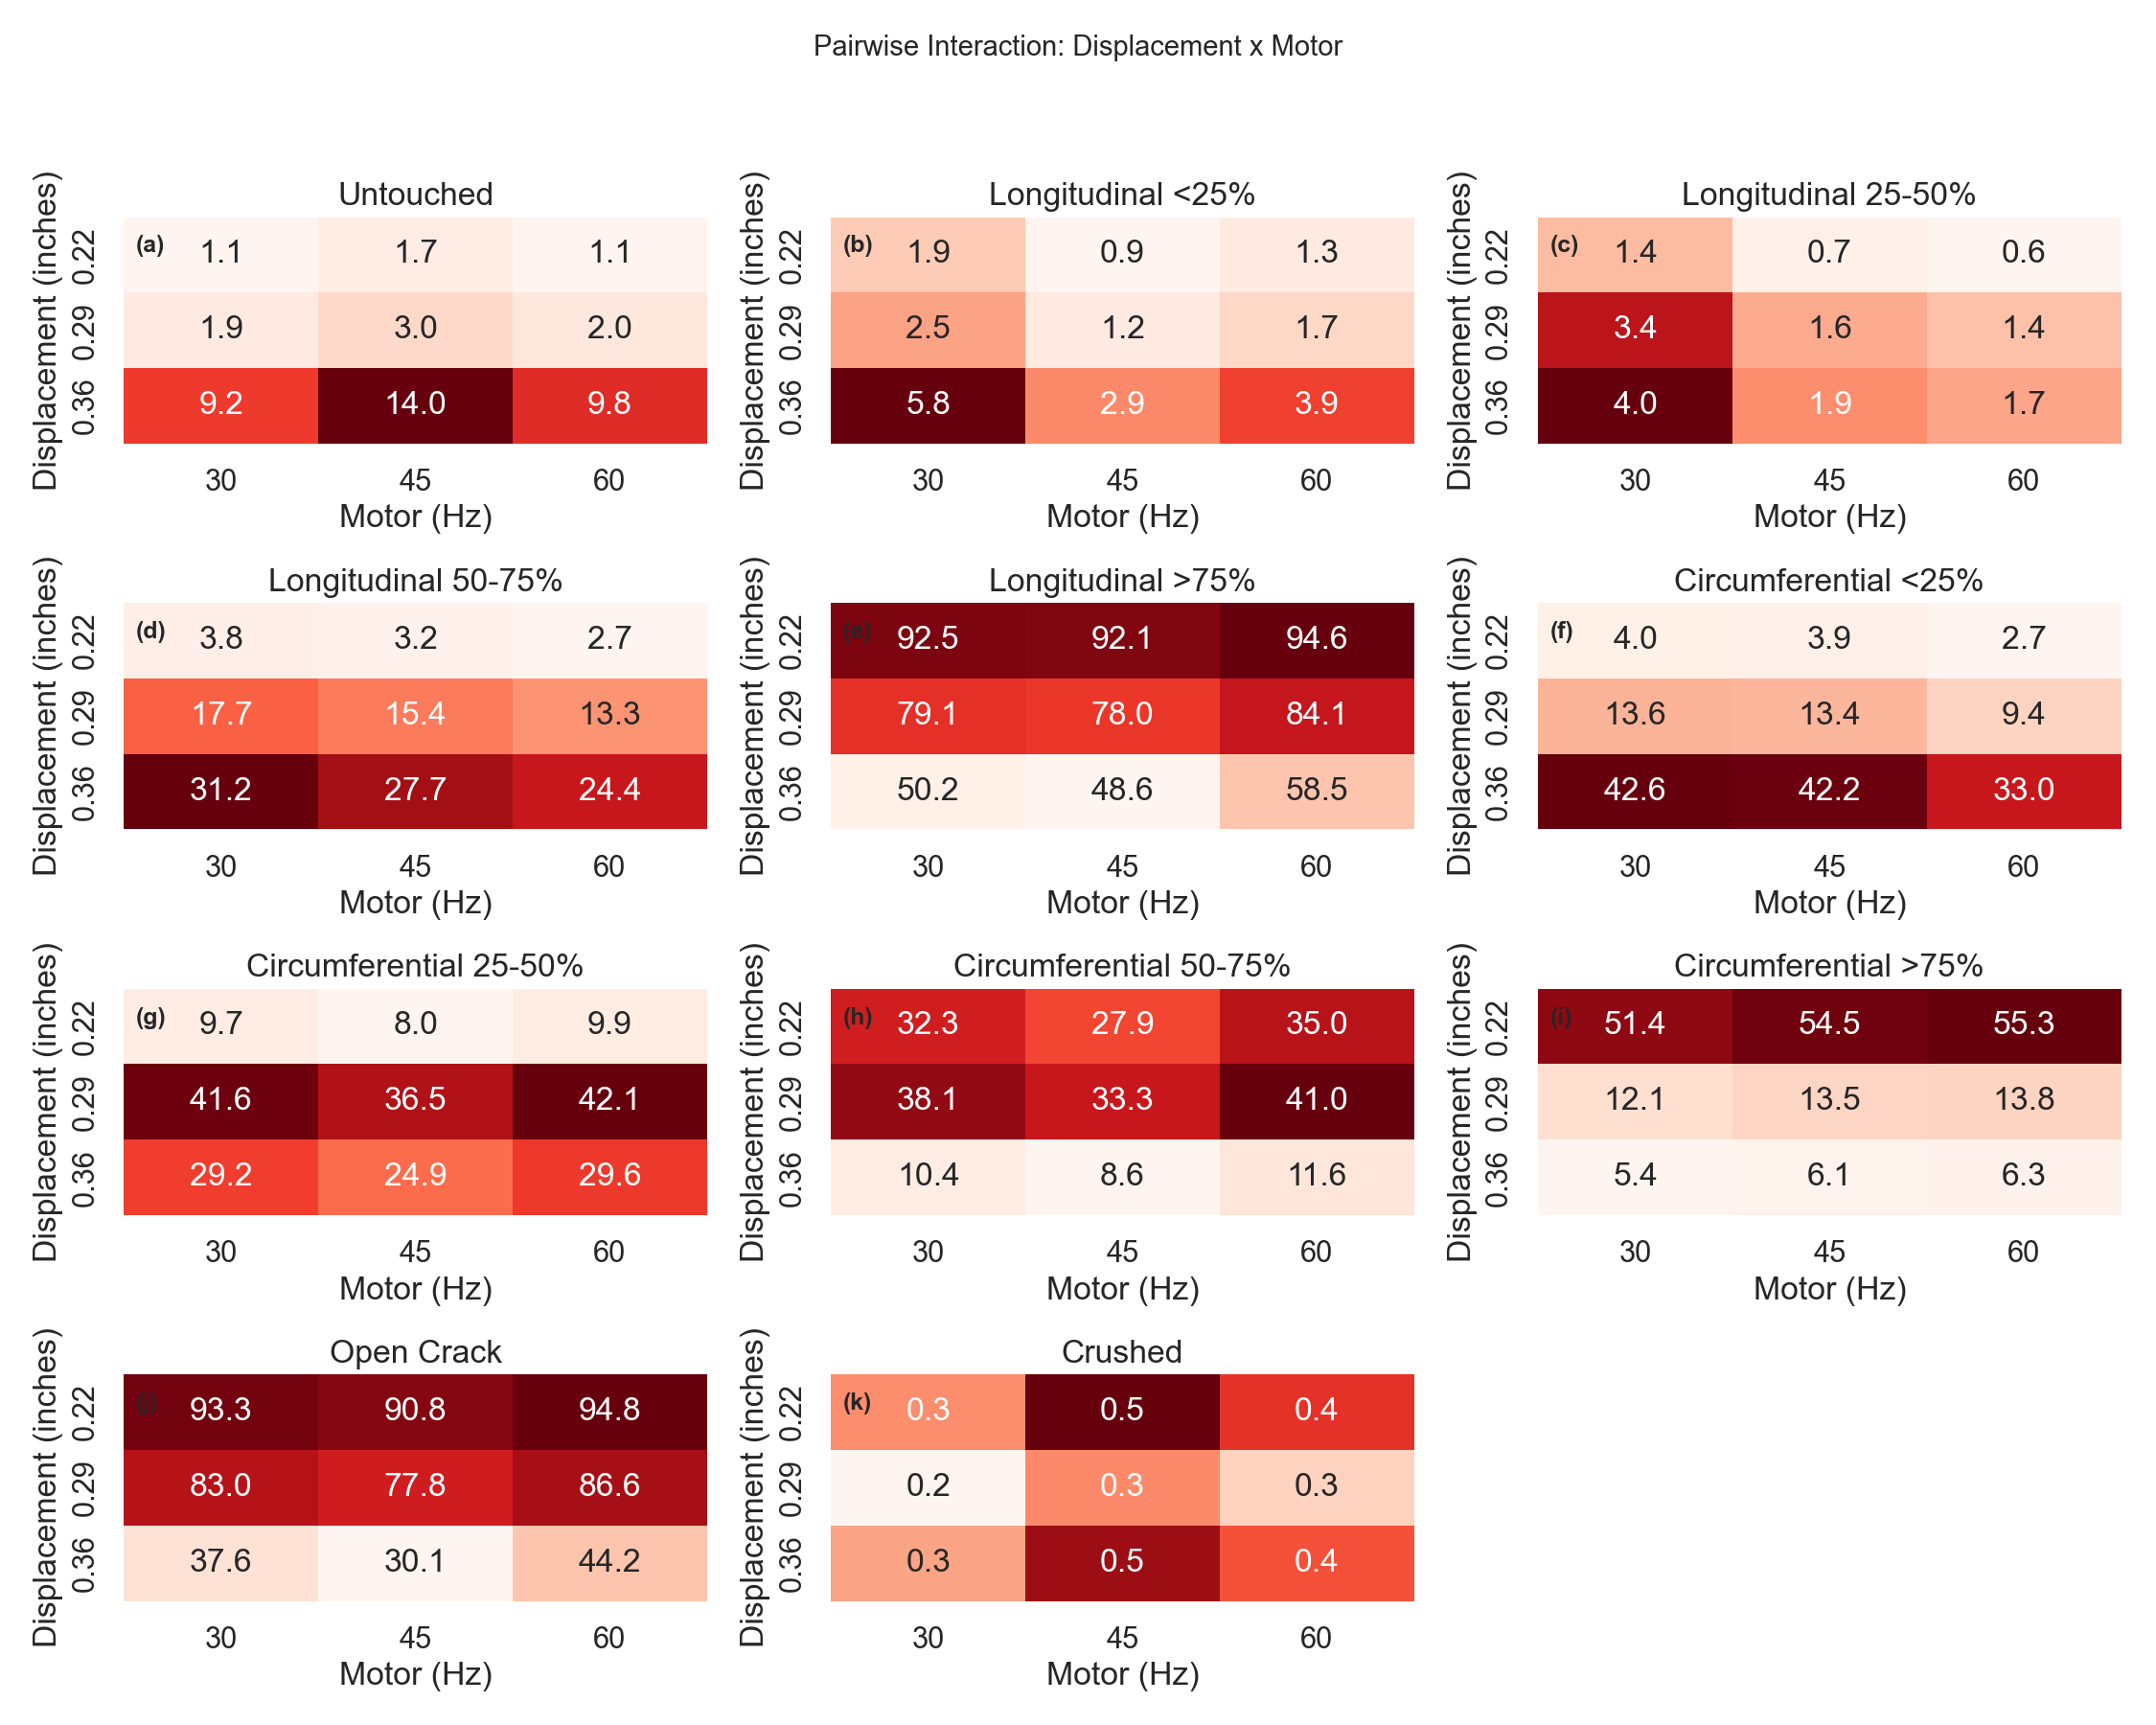 Pairwise Interaction: Displacement x Motor
Untouched
Displacement (inches)
0.22
0.29
0.36
(a)
1.1 1.7 1.1
1.9 3.0 2.0
9.2 14.0 9.8
30 45 60
Motor (Hz)
Longitudinal <25%
Displacement (inches)
0.22
0.29
0.36
(b)
1.9 0.9 1.3
2.5 1.2 1.7
5.8 2.9 3.9
30 45 60
Motor (Hz)
Longitudinal 25-50%
Displacement (inches)
0.22
0.29
0.36
(c)
1.4 0.7 0.6
3.4 1.6 1.4
4.0 1.9 1.7
30 45 60
Motor (Hz)
Longitudinal 50-75%
Displacement (inches)
0.22
0.29
0.36
(d)
3.8 3.2 2.7
17.7 15.4 13.3
31.2 27.7 24.4
30 45 60
Motor (Hz)
Longitudinal >75%
Displacement (inches)
0.22
0.29
0.36
(e)
92.5 92.1 94.6
79.1 78.0 84.1
50.2 48.6 58.5
30 45 60
Motor (Hz)
Circumferential <25%
Displacement (inches)
0.22
0.29
0.36
(f)
4.0 3.9 2.7
13.6 13.4 9.4
42.6 42.2 33.0
30 45 60
Motor (Hz)
Circumferential 25-50%
Displacement (inches)
0.22
0.29
0.36
(g)
9.7 8.0 9.9
41.6 36.5 42.1
29.2 24.9 29.6
30 45 60
Motor (Hz)
Circumferential 50-75%
Displacement (inches)
0.22
0.29
0.36
(h)
32.3 27.9 35.0
38.1 33.3 41.0
10.4 8.6 11.6
30 45 60
Motor (Hz)
Circumferential >75%
Displacement (inches)
0.22
0.29
0.36
(i)
51.4 54.5 55.3
12.1 13.5 13.8
5.4 6.1 6.3
30 45 60
Motor (Hz)
Open Crack
Displacement (inches)
0.22
0.29
0.36
(j)
93.3 90.8 94.8
83.0 77.8 86.6
37.6 30.1 44.2
30 45 60
Motor (Hz)
Crushed
Displacement (inches)
0.22
0.29
0.36
(k)
0.3 0.5 0.4
0.2 0.3 0.3
0.3 0.5 0.4
30 45 60
Motor (Hz)